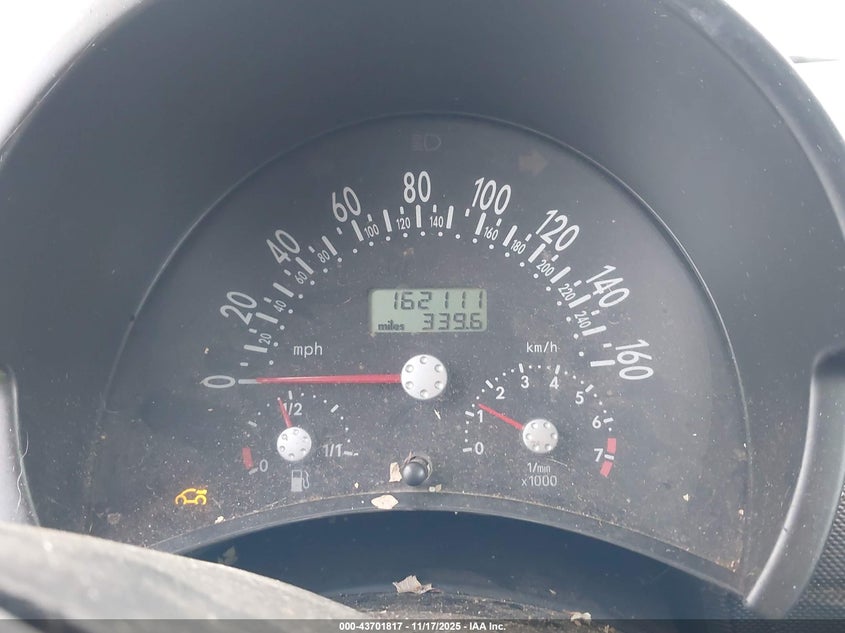 0 20 40 60 80 100 120 140 160
20 40 60 80 100 120 140 160 180 200 220 240
162111
miles 339.6
mph
km/h
0 1/2 1/1
0 1 2 3 4 5 6 7
1/min
x1000
000-43701817 - 11/17/2025 - IAA Inc.